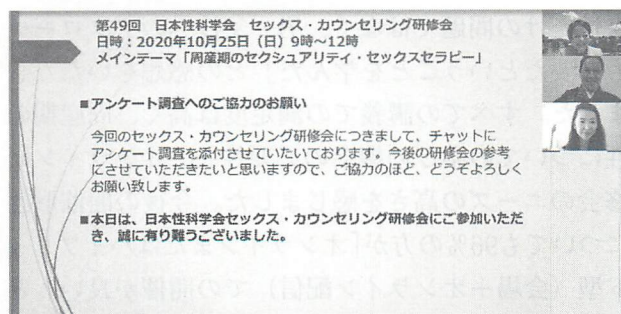 第49回 日本性科学会 セックス・カウンセリング研修会
日時：2020年10月25日（日）9時～12時
メインテーマ「周産期のセクシュアリティ・セックスセラピー」
■アンケート調査へのご協力のお願い
今回のセックス・カウンセリング研修会につきまして、チャットに
アンケート調査を添付させていたいております。今後の研修会の参考
にさせていただきたいと思いますので、ご協力のほど、どうぞよろしく
お願い致します。
■本日は、日本性科学会セックス・カウンセリング研修会にご参加いただ
き、誠に有り難うございました。